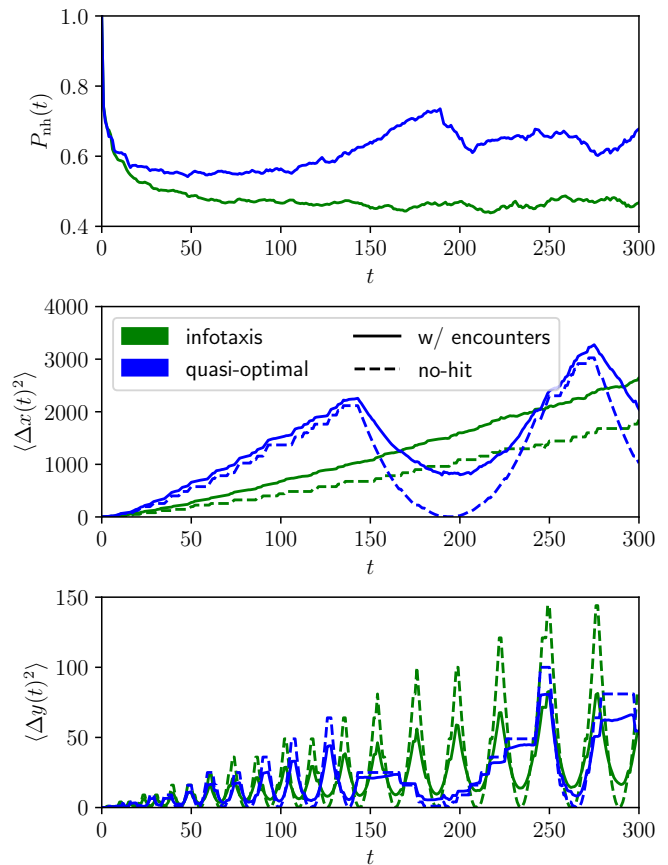 1.0
0.8
0.6
0.4
P_nh(t)
0 50 100 150 200 250 300
t
4000
3000
2000
1000
0
⟨Δx(t)²⟩
infotaxis w/ encounters
quasi-optimal no-hit
0 50 100 150 200 250 300
t
150
100
50
0
⟨Δy(t)²⟩
0 50 100 150 200 250 300
t